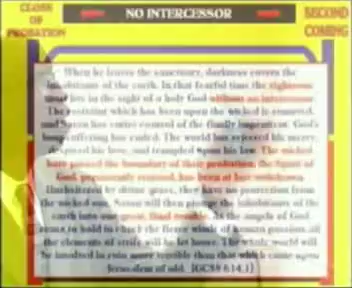 CLOSE OF PROBATION
NO INTERCESSOR
SECOND COMING
When he leaves the sanctuary, darkness covers the
inhabitants of the earth. In that fearful time the righteous
must live in the sight of a holy God without an intercessor.
The restraint which has been upon the wicked is removed,
and Satan has entire control of the finally impenitent. God's
long-suffering has ended. The world has rejected his mercy,
despised his love, and trampled upon his law. The wicked
have passed the boundary of their probation; the Spirit of
God, persistently resisted, has been at last withdrawn.
Unsheltered by divine grace, they have no protection from
the wicked one. Satan will then plunge the inhabitants of the
earth into one great, final trouble. As the angels of God
cease to hold in check the fierce winds of human passion, all
the elements of strife will be let loose. The whole world will
be involved in ruin more terrible than that which came upon
Jerusalem of old. {GC88 614.1}